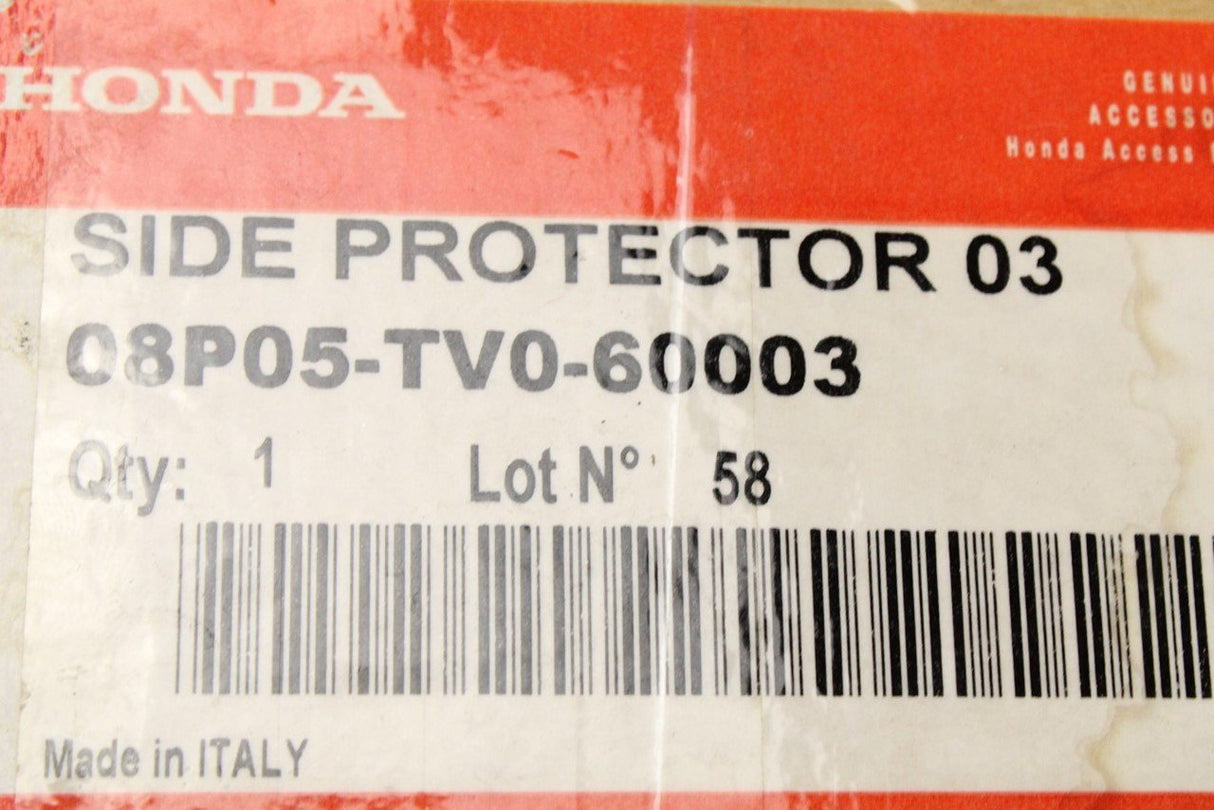 HONDA
GENUI
ACCESSO
Honda Access
SIDE PROTECTOR 03
08P05-TV0-60003
Qty: 1 Lot N° 58
Made in ITALY